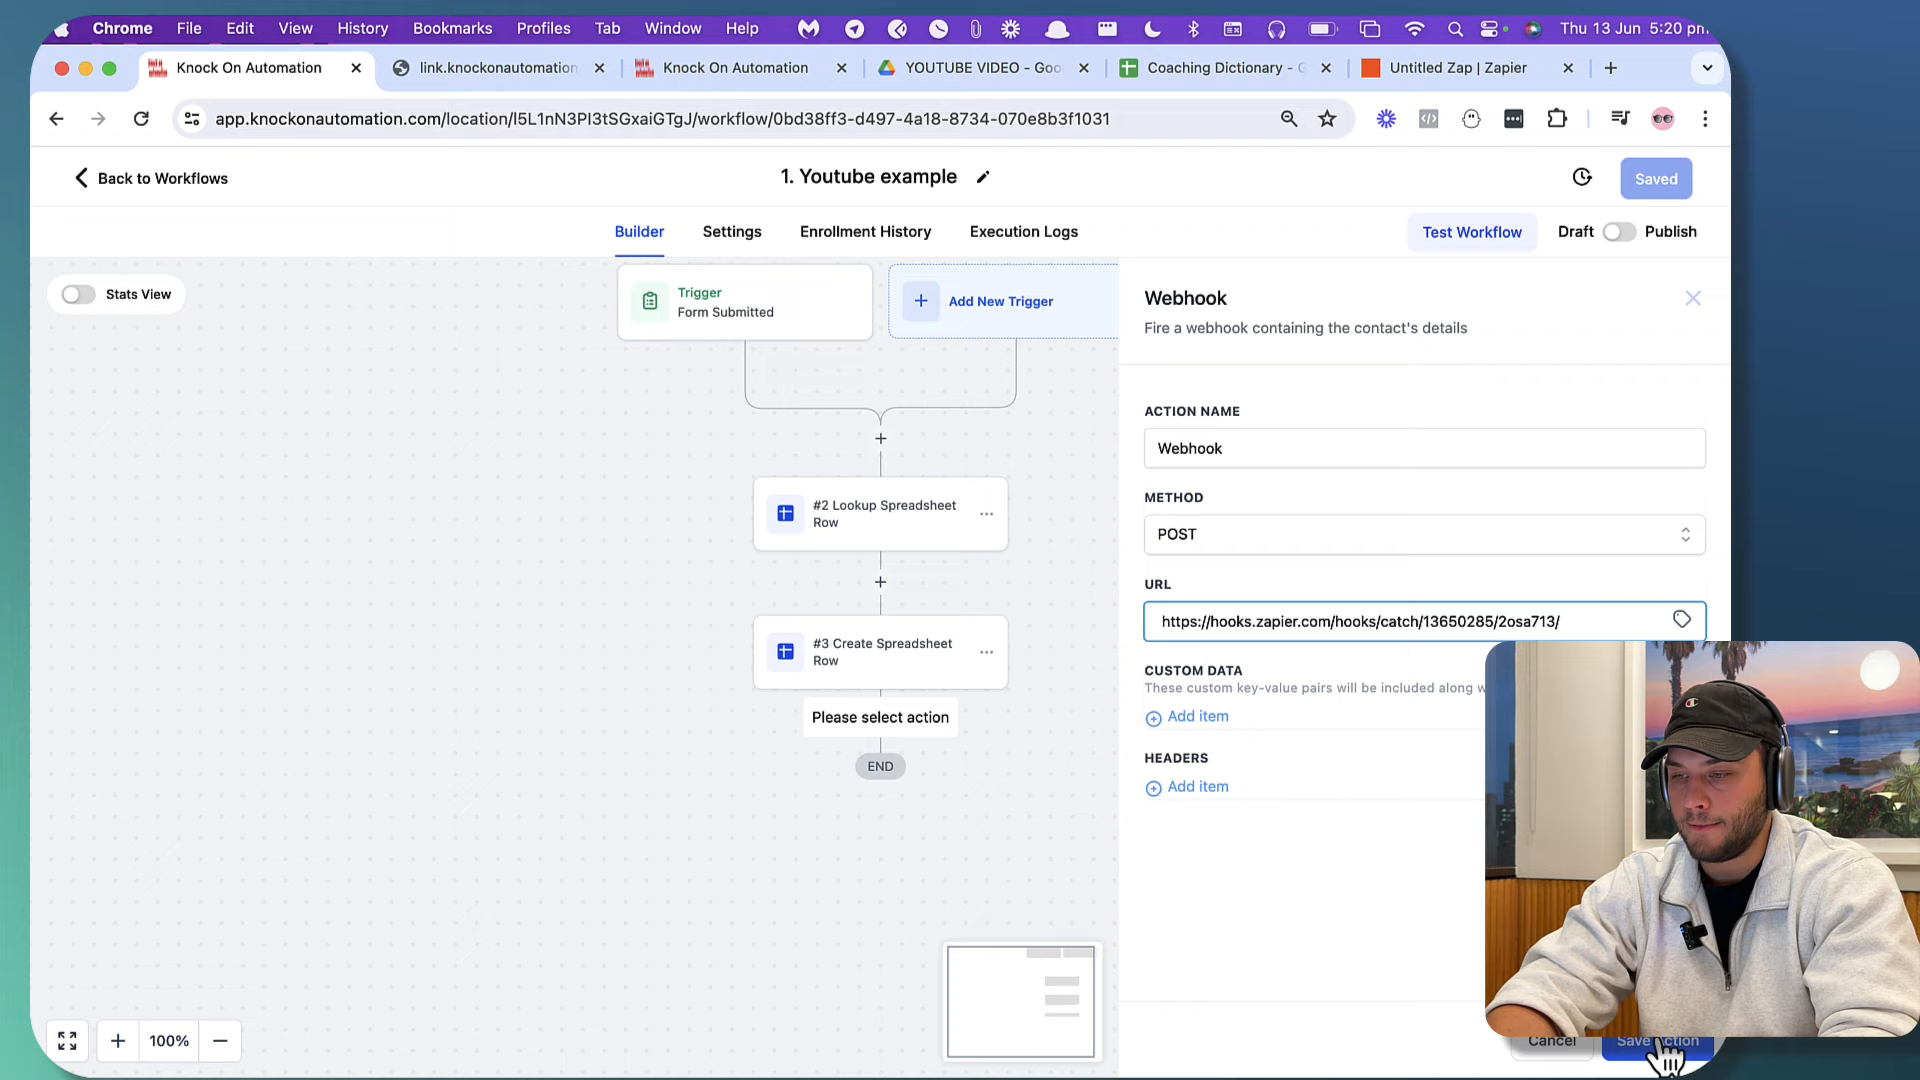 Chrome File Edit View History Bookmarks Profiles Tab Window Help Thu 13 Jun 5:20 pm
Knock On Automation
link.knockonautomation
Knock On Automation
YOUTUBE VIDEO - Goo
Coaching Dictionary - G
Untitled Zap | Zapier
app.knockonautomation.com/location/I5L1nN3PI3tSGxaiGTgJ/workflow/0bd38ff3-d497-4a18-8734-070e8b3f1031
Back to Workflows
1. Youtube example
Saved
Builder
Settings
Enrollment History
Execution Logs
Test Workflow
Draft
Publish
Stats View
Trigger
Form Submitted
Add New Trigger
#2 Lookup Spreadsheet
Row
#3 Create Spreadsheet
Row
Please select action
END
100%
Webhook
Fire a webhook containing the contact's details
ACTION NAME
Webhook
METHOD
POST
URL
https://hooks.zapier.com/hooks/catch/13650285/2osa713/
CUSTOM DATA
These custom key-value pairs will be included along
Add item
HEADERS
Add item
Cancel
Save Action